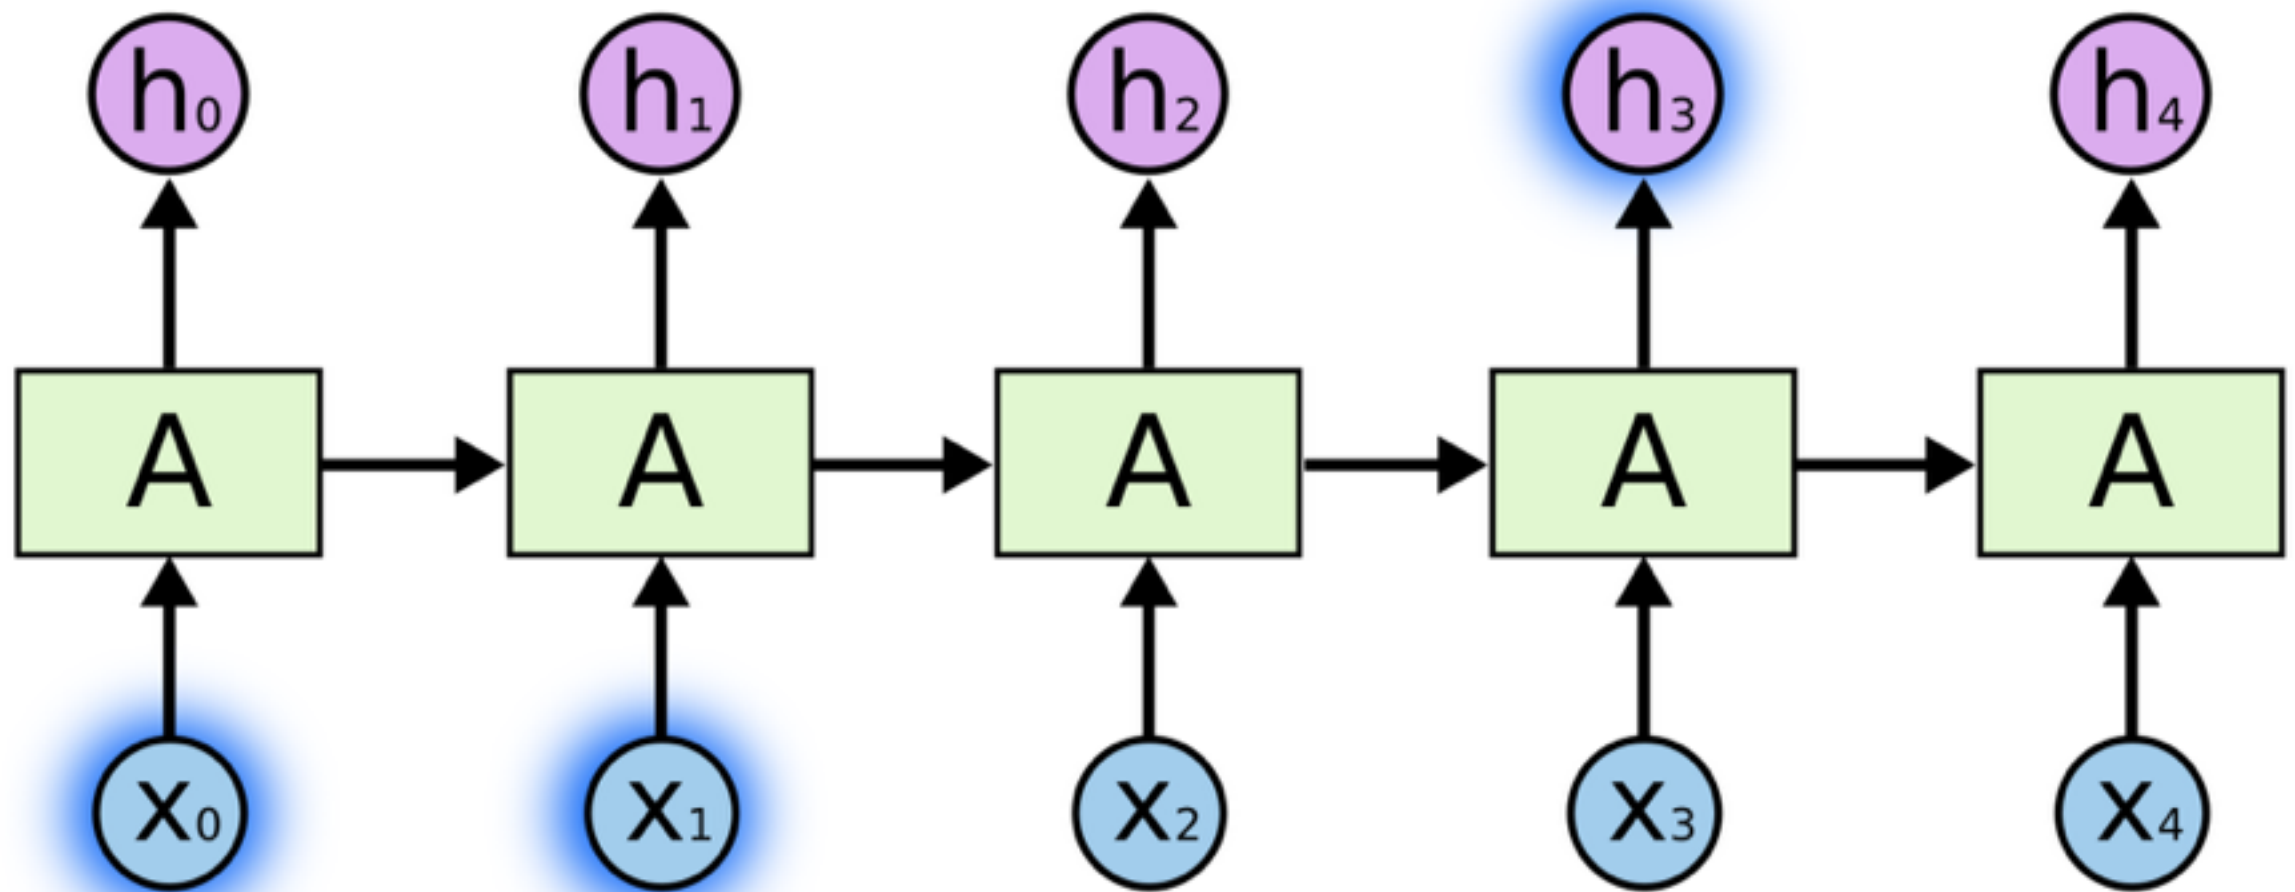 h₀ h₁ h₂ h₃ h₄
A A A A A
x₀ x₁ x₂ x₃ x₄